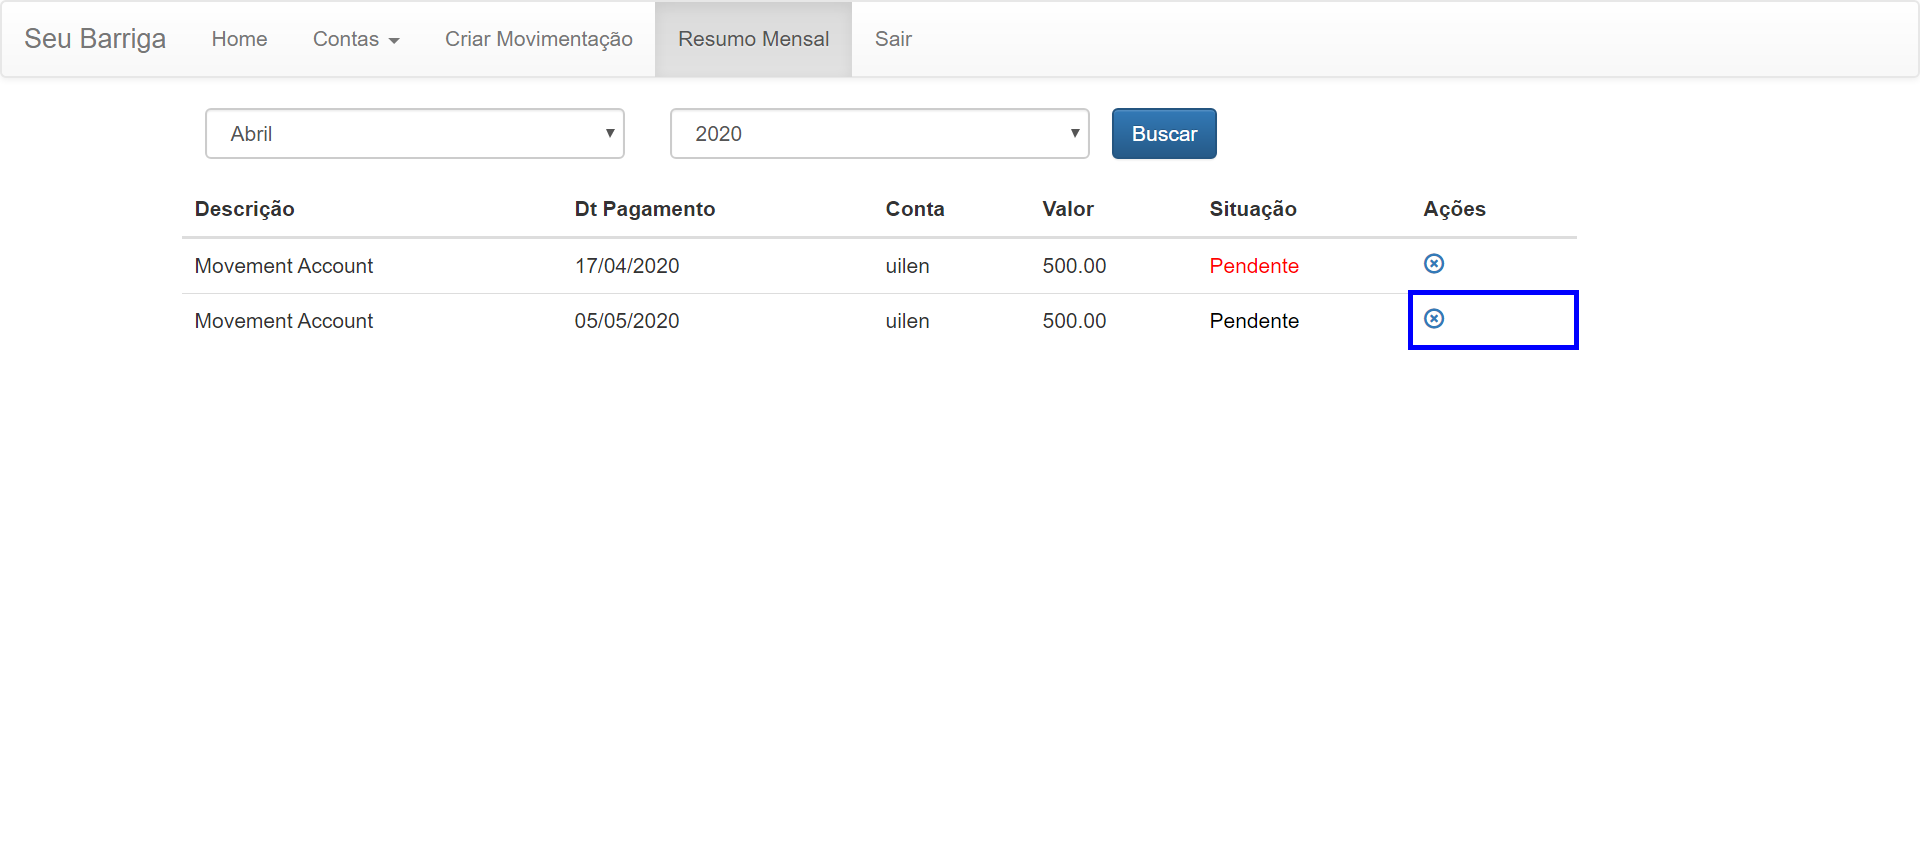 Seu Barriga Home Contas Criar Movimentação Resumo Mensal Sair
Abril 2020 Buscar
Descrição Dt Pagamento Conta Valor Situação Ações
Movement Account 17/04/2020 uilen 500.00 Pendente
Movement Account 05/05/2020 uilen 500.00 Pendente